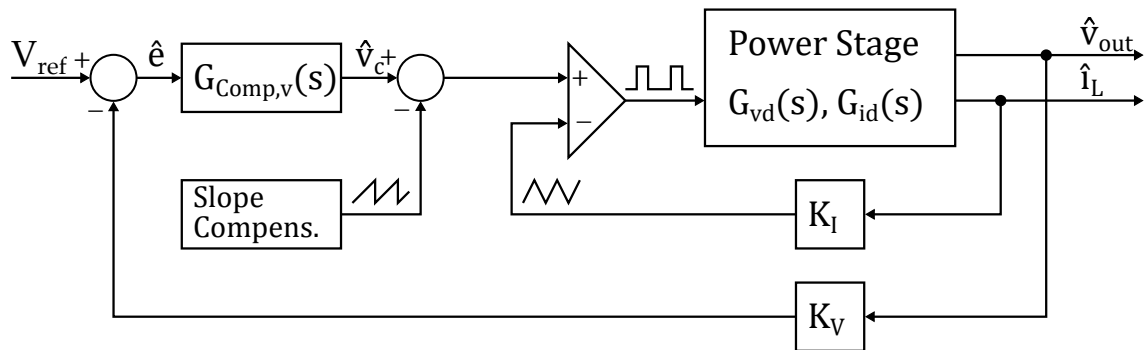 V_ref + ê G_Comp,v(s) v̂_c + + Power Stage v̂_out
− − − G_vd(s), G_id(s) î_L
Slope
Compens.
K_I
K_V